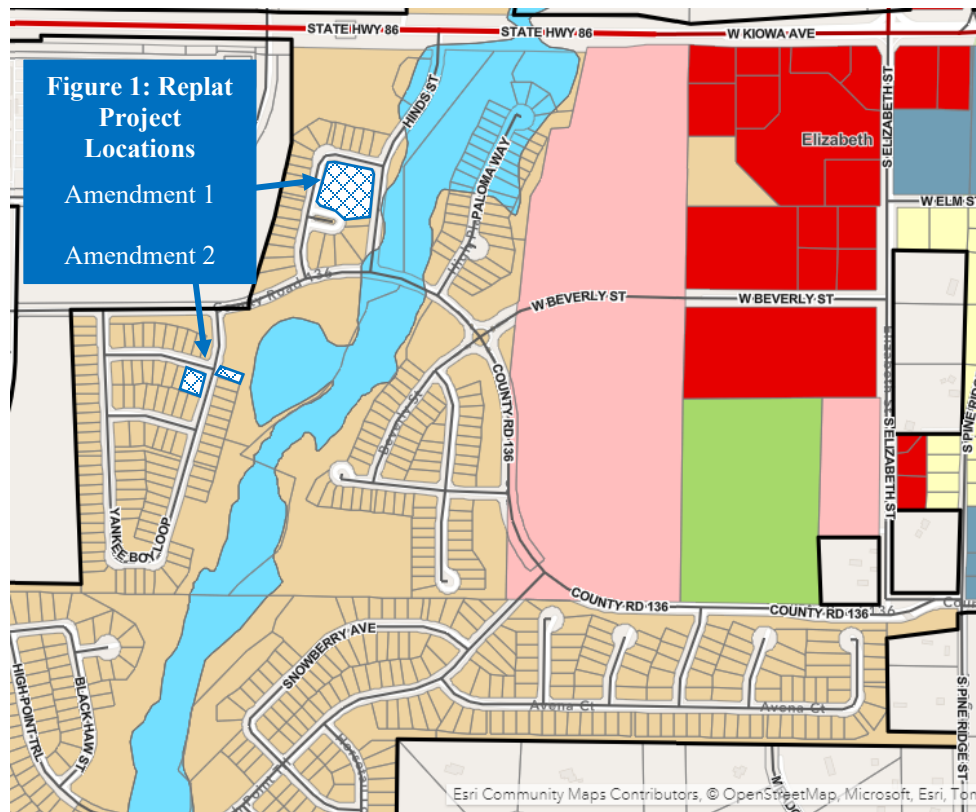 STATE HWY 86
STATE HWY 86
W KIOWA AVE
Figure 1: Replat
Project
Locations
Amendment 1
Amendment 2
HINDS ST
PALOMA WAY
Elizabeth
S ELIZABETH ST
W ELM ST
W BEVERLY ST
W BEVERLY ST
COUNTY RD 136
S ELIZABETH ST
S PINE RIDG
YANKEE BOY LOOP
COUNTY RD 136
COUNTY RD 136
SNOWBERRY AVE
HIGH POINT TRL
BLACK HAW ST
Avena Ct
Avena Ct
S PINE RIDGE ST
Esri Community Maps Contributors, © OpenStreetMap, Microsoft, Esri, Tom